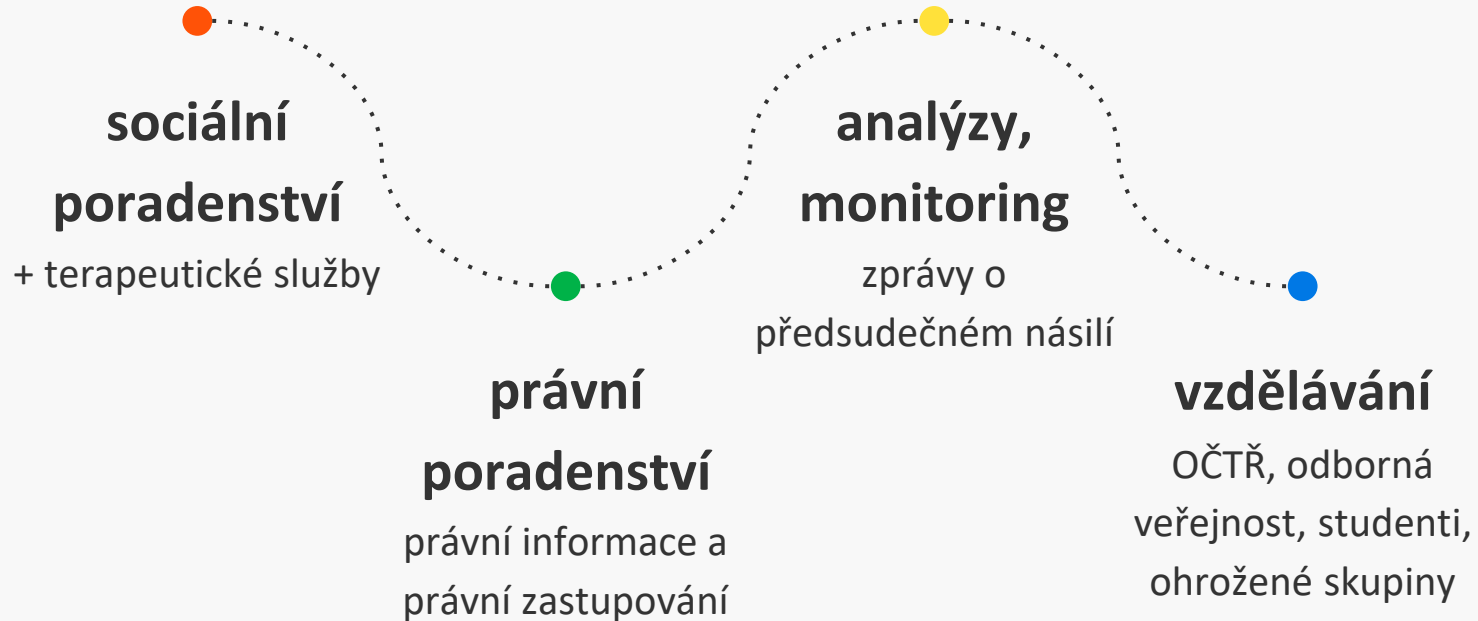 sociální
poradenství
+ terapeutické služby
právní
poradenství
právní informace a
právní zastupování
analýzy,
monitoring
zprávy o
předsudečném násilí
vzdělávání
OČTŘ, odborná
veřejnost, studenti,
ohrožené skupiny